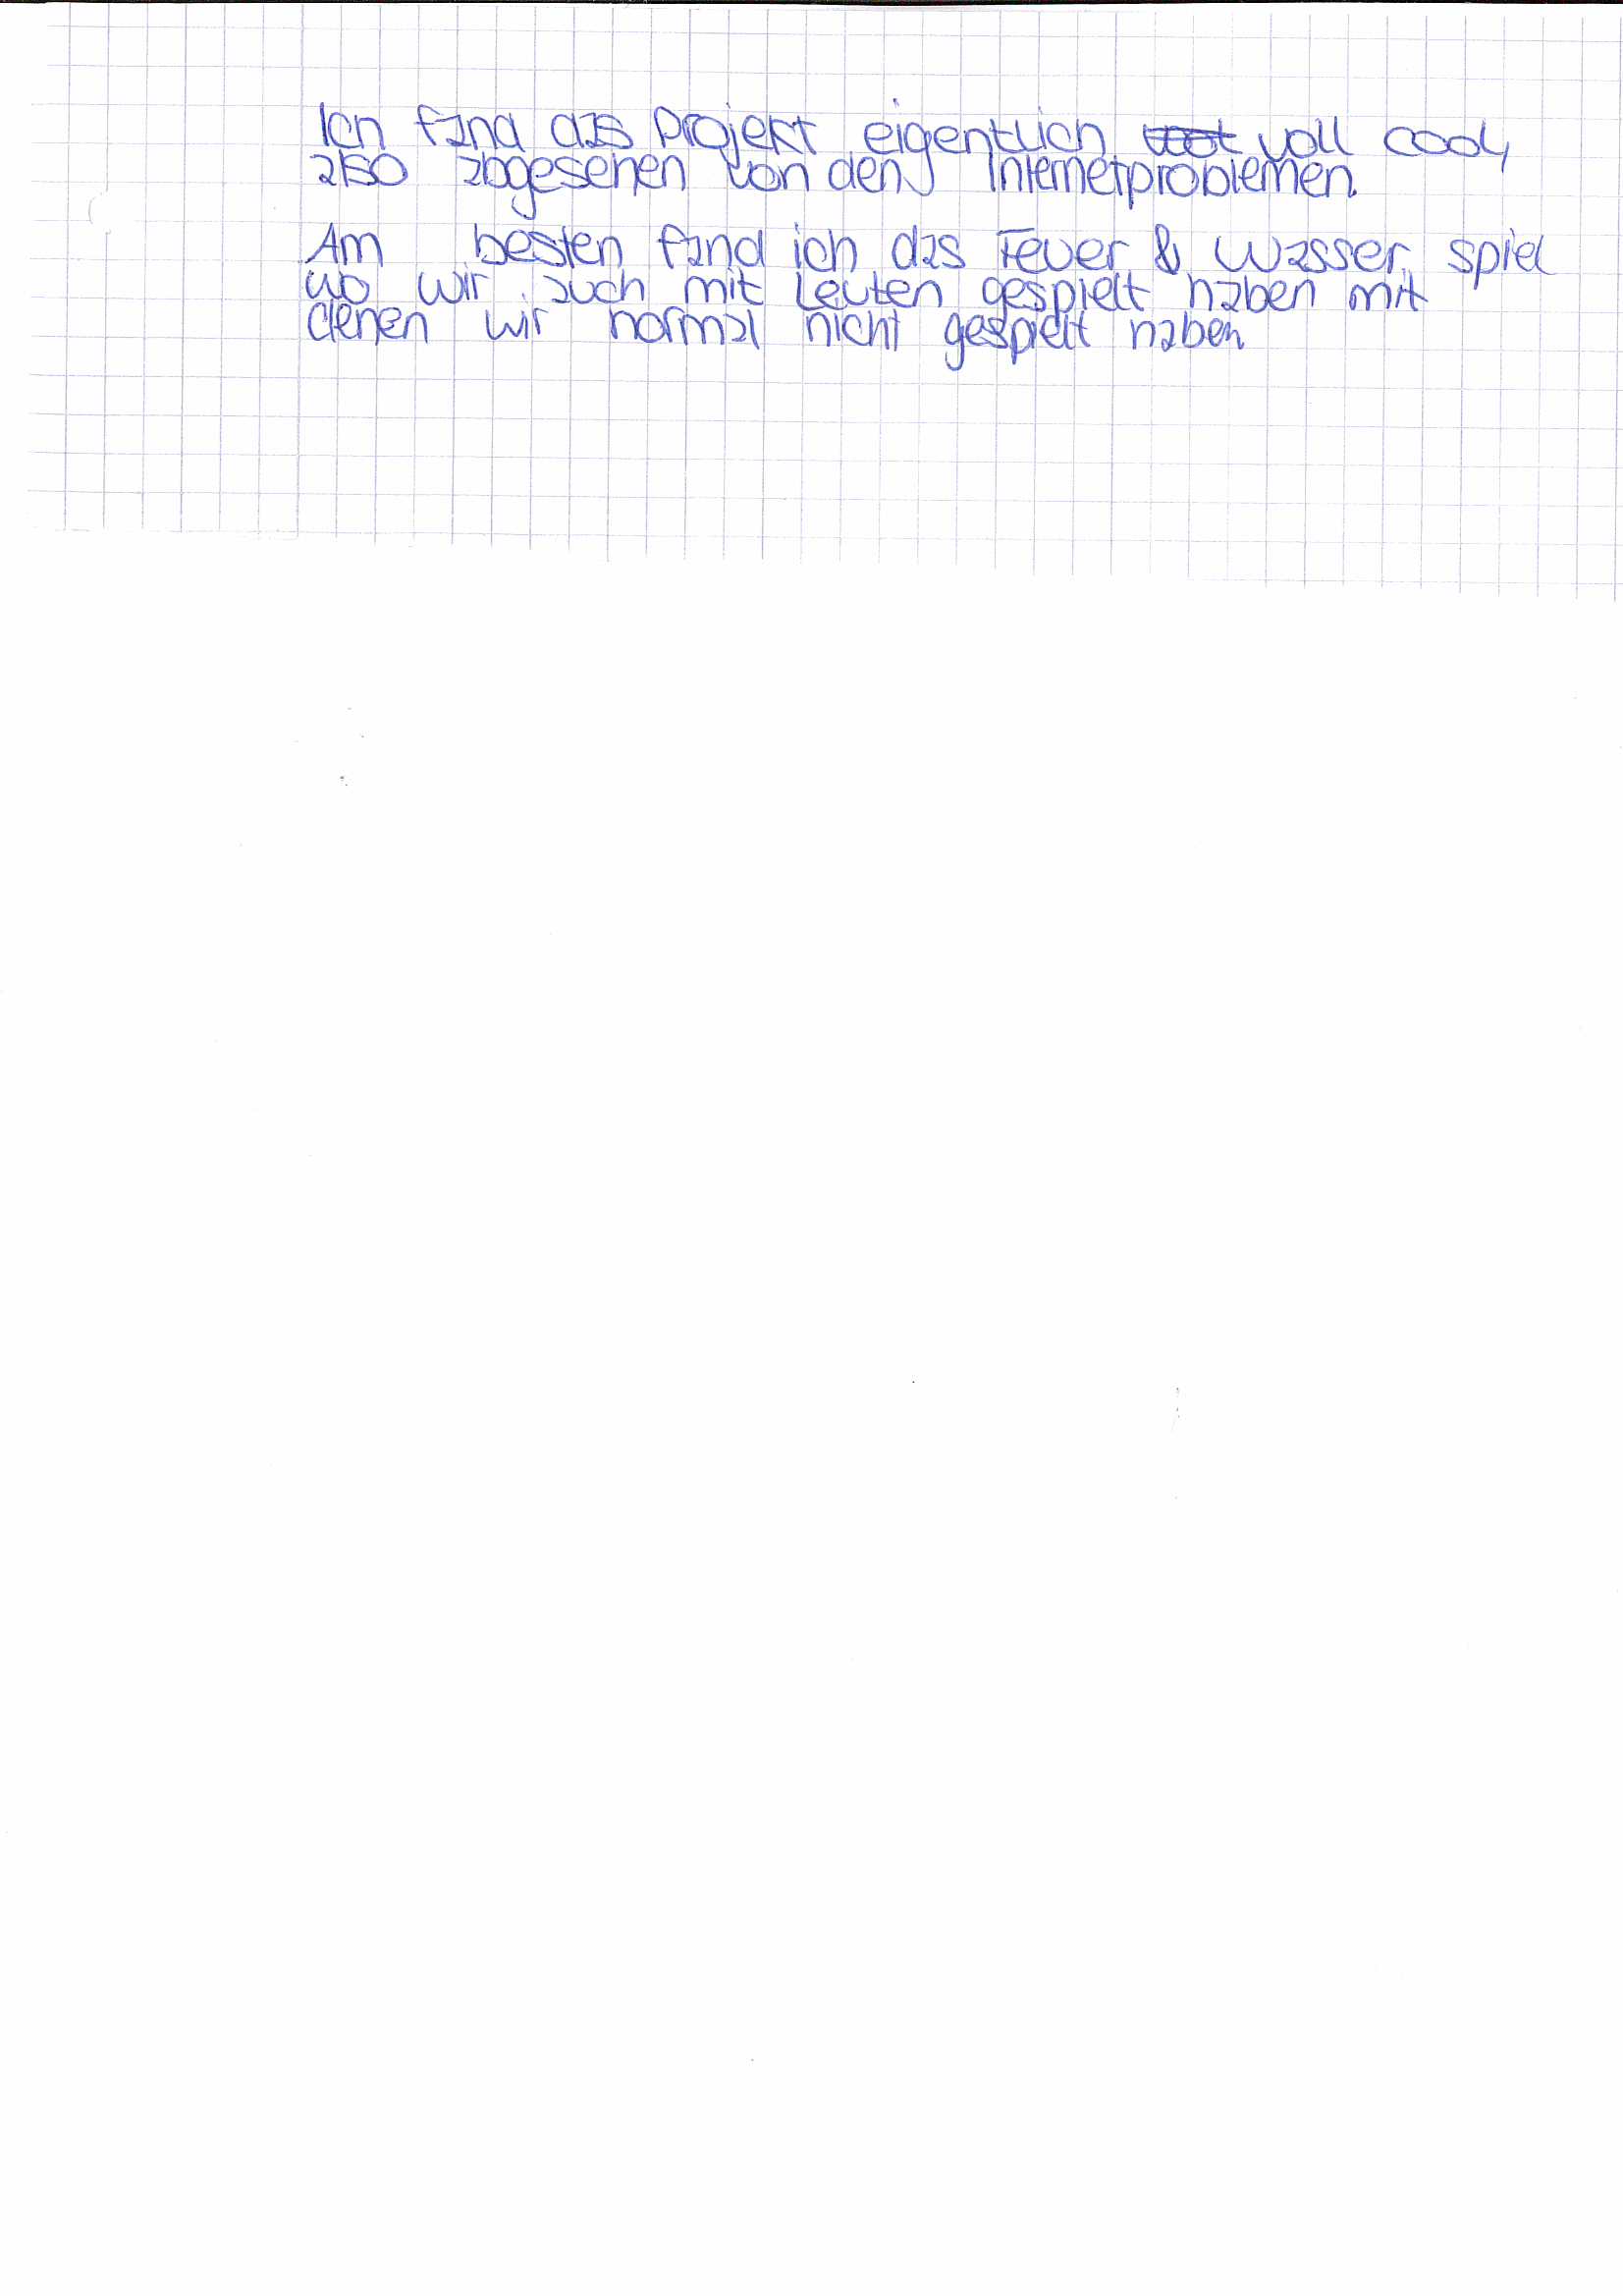 Ich fand das Projekt eigentlich voll cool,
also abgesehen von den Internetproblemen.
Am besten fand ich das Feuer & Wasser spiel
wo wir auch mit Leuten gespielt haben mit
denen wir normal nicht gespielt haben